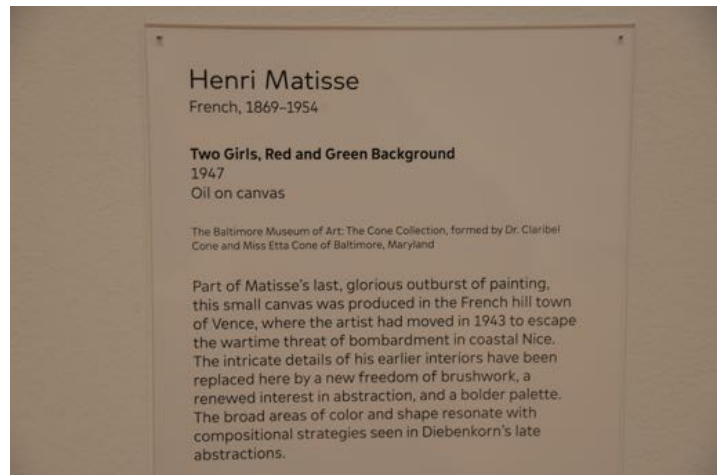 Henri Matisse
French, 1869–1954
Two Girls, Red and Green Background
1947
Oil on canvas
The Baltimore Museum of Art: The Cone Collection, formed by Dr. Claribel
Cone and Miss Etta Cone of Baltimore, Maryland
Part of Matisse's last, glorious outburst of painting,
this small canvas was produced in the French hill town
of Vence, where the artist had moved in 1943 to escape
the wartime threat of bombardment in coastal Nice.
The intricate details of his earlier interiors have been
replaced here by a new freedom of brushwork, a
renewed interest in abstraction, and a bolder palette.
The broad areas of color and shape resonate with
compositional strategies seen in Diebenkorn's late
abstractions.